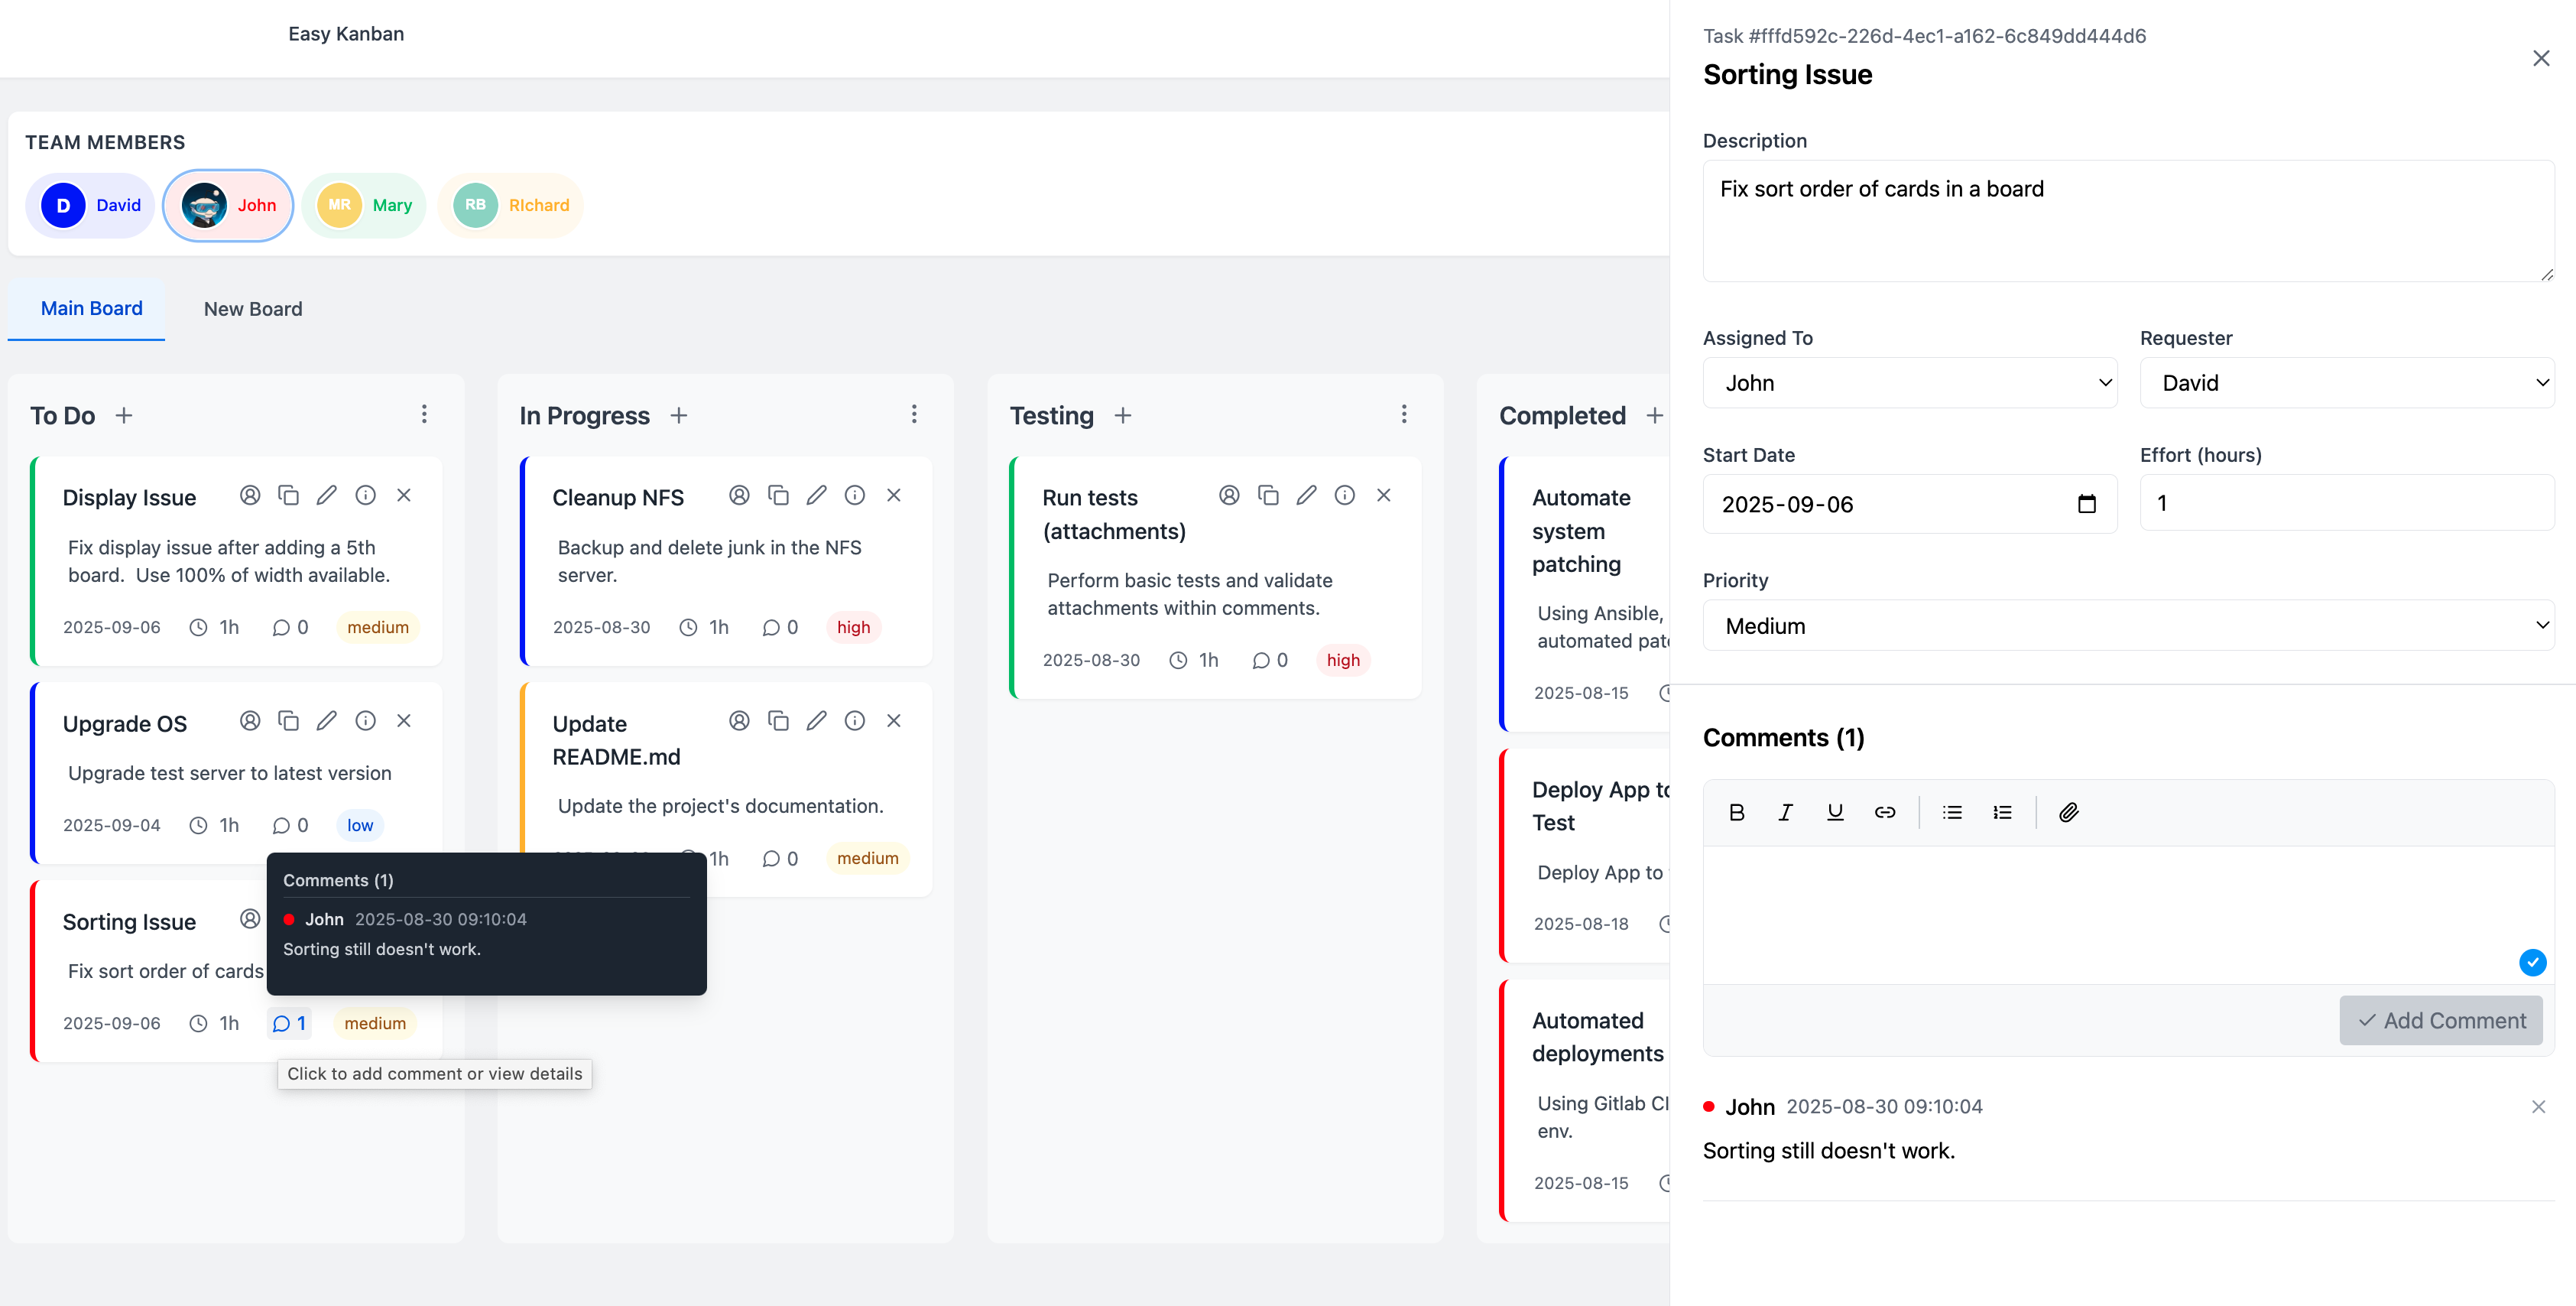 Easy Kanban
TEAM MEMBERS
D David
John
MR Mary
RB RIchard
Main Board
New Board
To Do
Display Issue
Fix display issue after adding a 5th
board.  Use 100% of width available.
2025-09-06 1h 0 medium
Upgrade OS
Upgrade test server to latest version
2025-09-04 1h 0 low
Sorting Issue
Fix sort order of cards
2025-09-06 1h 1 medium
Comments (1)
John 2025-08-30 09:10:04
Sorting still doesn't work.
Click to add comment or view details
In Progress
Cleanup NFS
Backup and delete junk in the NFS
server.
2025-08-30 1h 0 high
Update
README.md
Update the project's documentation.
1h 0 medium
Testing
Run tests
(attachments)
Perform basic tests and validate
attachments within comments.
2025-08-30 1h 0 high
Completed
Automate
system
patching
Using Ansible,
automated
2025-08-15
Deploy App to
Test
Deploy App to
2025-08-18
Automated
deployments
Using Gitlab CI
env.
2025-08-15
Task #fffd592c-226d-4ec1-a162-6c849dd444d6
Sorting Issue
Description
Fix sort order of cards in a board
Assigned To
John
Requester
David
Start Date
2025-09-06
Effort (hours)
1
Priority
Medium
Comments (1)
B I U
Add Comment
John 2025-08-30 09:10:04
Sorting still doesn't work.